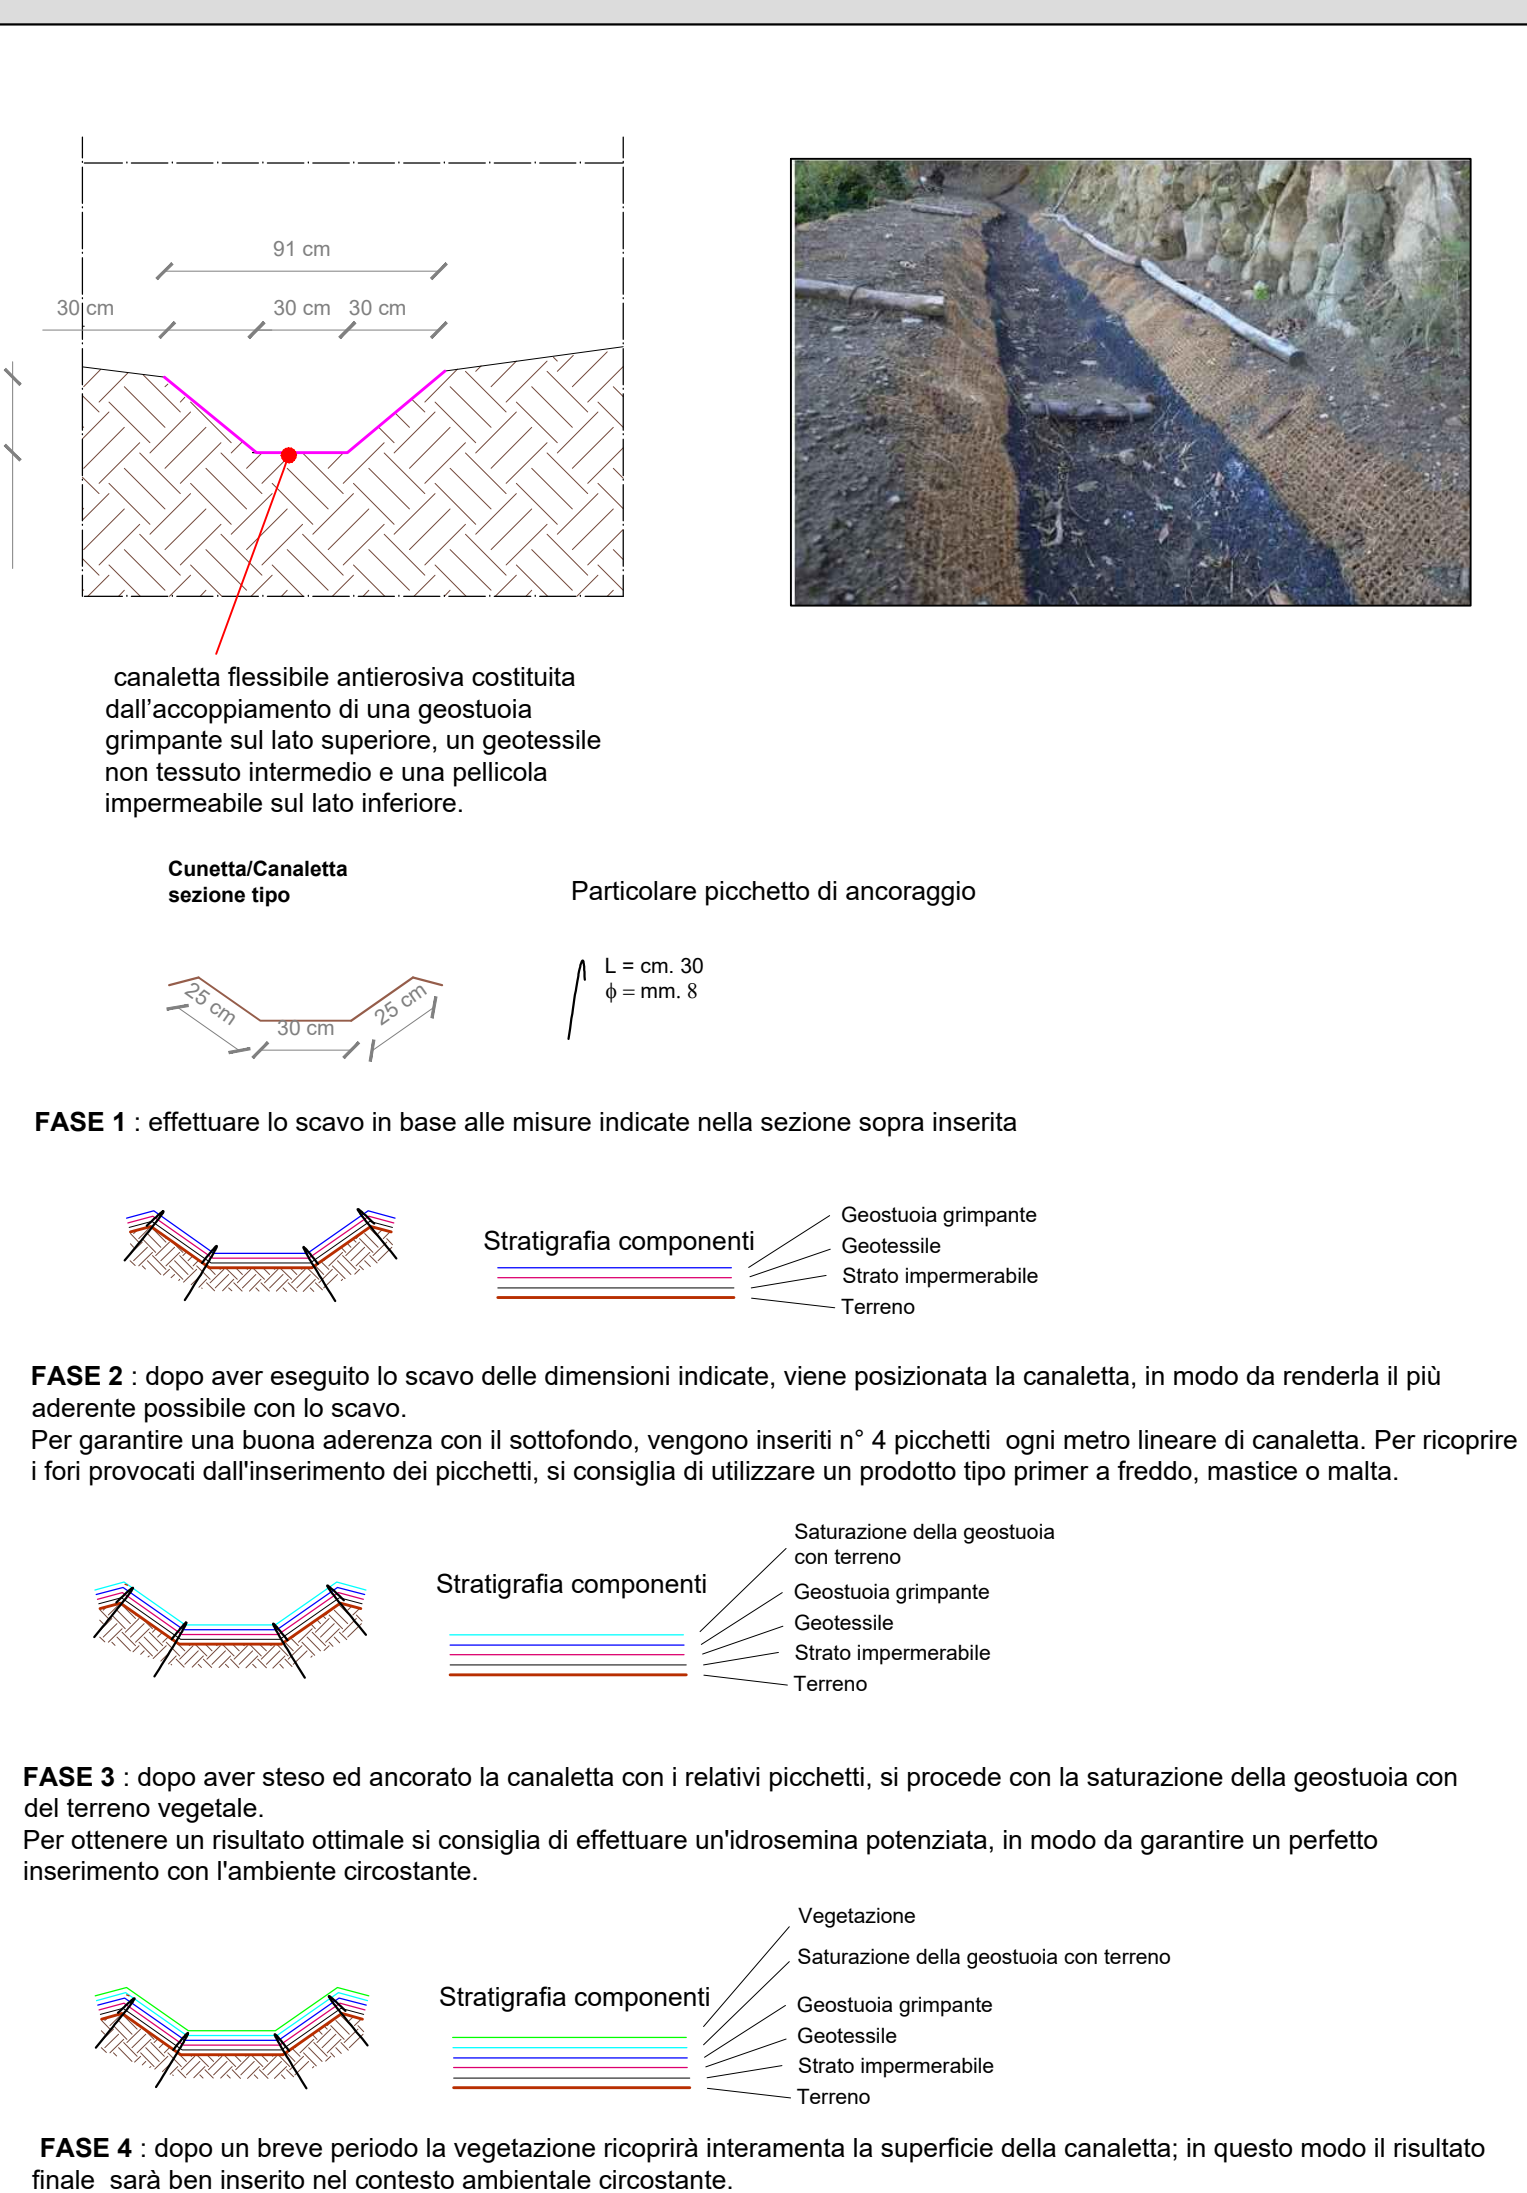 91 cm
30 cm
30 cm
30 cm
canaletta flessibile antierosiva costituita
dall’accoppiamento di una geostuoia
grimpante sul lato superiore, un geotessile
non tessuto intermedio e una pellicola
impermeabile sul lato inferiore.
Cunetta/Canaletta
sezione tipo
Particolare picchetto di ancoraggio
25 cm
30 cm
25 cm
L = cm. 30
ϕ = mm. 8
FASE 1 : effettuare lo scavo in base alle misure indicate nella sezione sopra inserita
Stratigrafia componenti
Geostuoia grimpante
Geotessile
Strato impermerabile
Terreno
FASE 2 : dopo aver eseguito lo scavo delle dimensioni indicate, viene posizionata la canaletta, in modo da renderla il più
aderente possibile con lo scavo.
Per garantire una buona aderenza con il sottofondo, vengono inseriti n° 4 picchetti ogni metro lineare di canaletta. Per ricoprire
i fori provocati dall'inserimento dei picchetti, si consiglia di utilizzare un prodotto tipo primer a freddo, mastice o malta.
Stratigrafia componenti
Saturazione della geostuoia
con terreno
Geostuoia grimpante
Geotessile
Strato impermerabile
Terreno
FASE 3 : dopo aver steso ed ancorato la canaletta con i relativi picchetti, si procede con la saturazione della geostuoia con
del terreno vegetale.
Per ottenere un risultato ottimale si consiglia di effettuare un'idrosemina potenziata, in modo da garantire un perfetto
inserimento con l'ambiente circostante.
Stratigrafia componenti
Vegetazione
Saturazione della geostuoia con terreno
Geostuoia grimpante
Geotessile
Strato impermerabile
Terreno
FASE 4 : dopo un breve periodo la vegetazione ricoprirà interamenta la superficie della canaletta; in questo modo il risultato
finale sarà ben inserito nel contesto ambientale circostante.